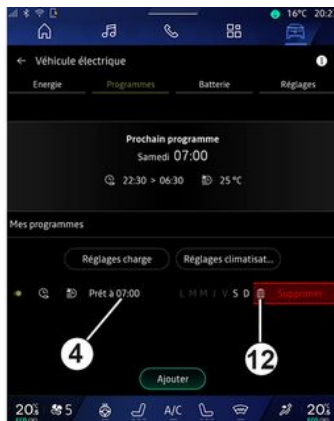 16°C 20:2
Véhicule électrique
Energie Programmes Batterie Réglages
Prochain programme
Samedi 07:00
22:30 > 06:30 25 °C
Mes programmes
Réglages charge Réglages climatisat...
Prêt à 07:00 L M M J V S D Supprimer
4
12
Ajouter
20 5 A/C 20